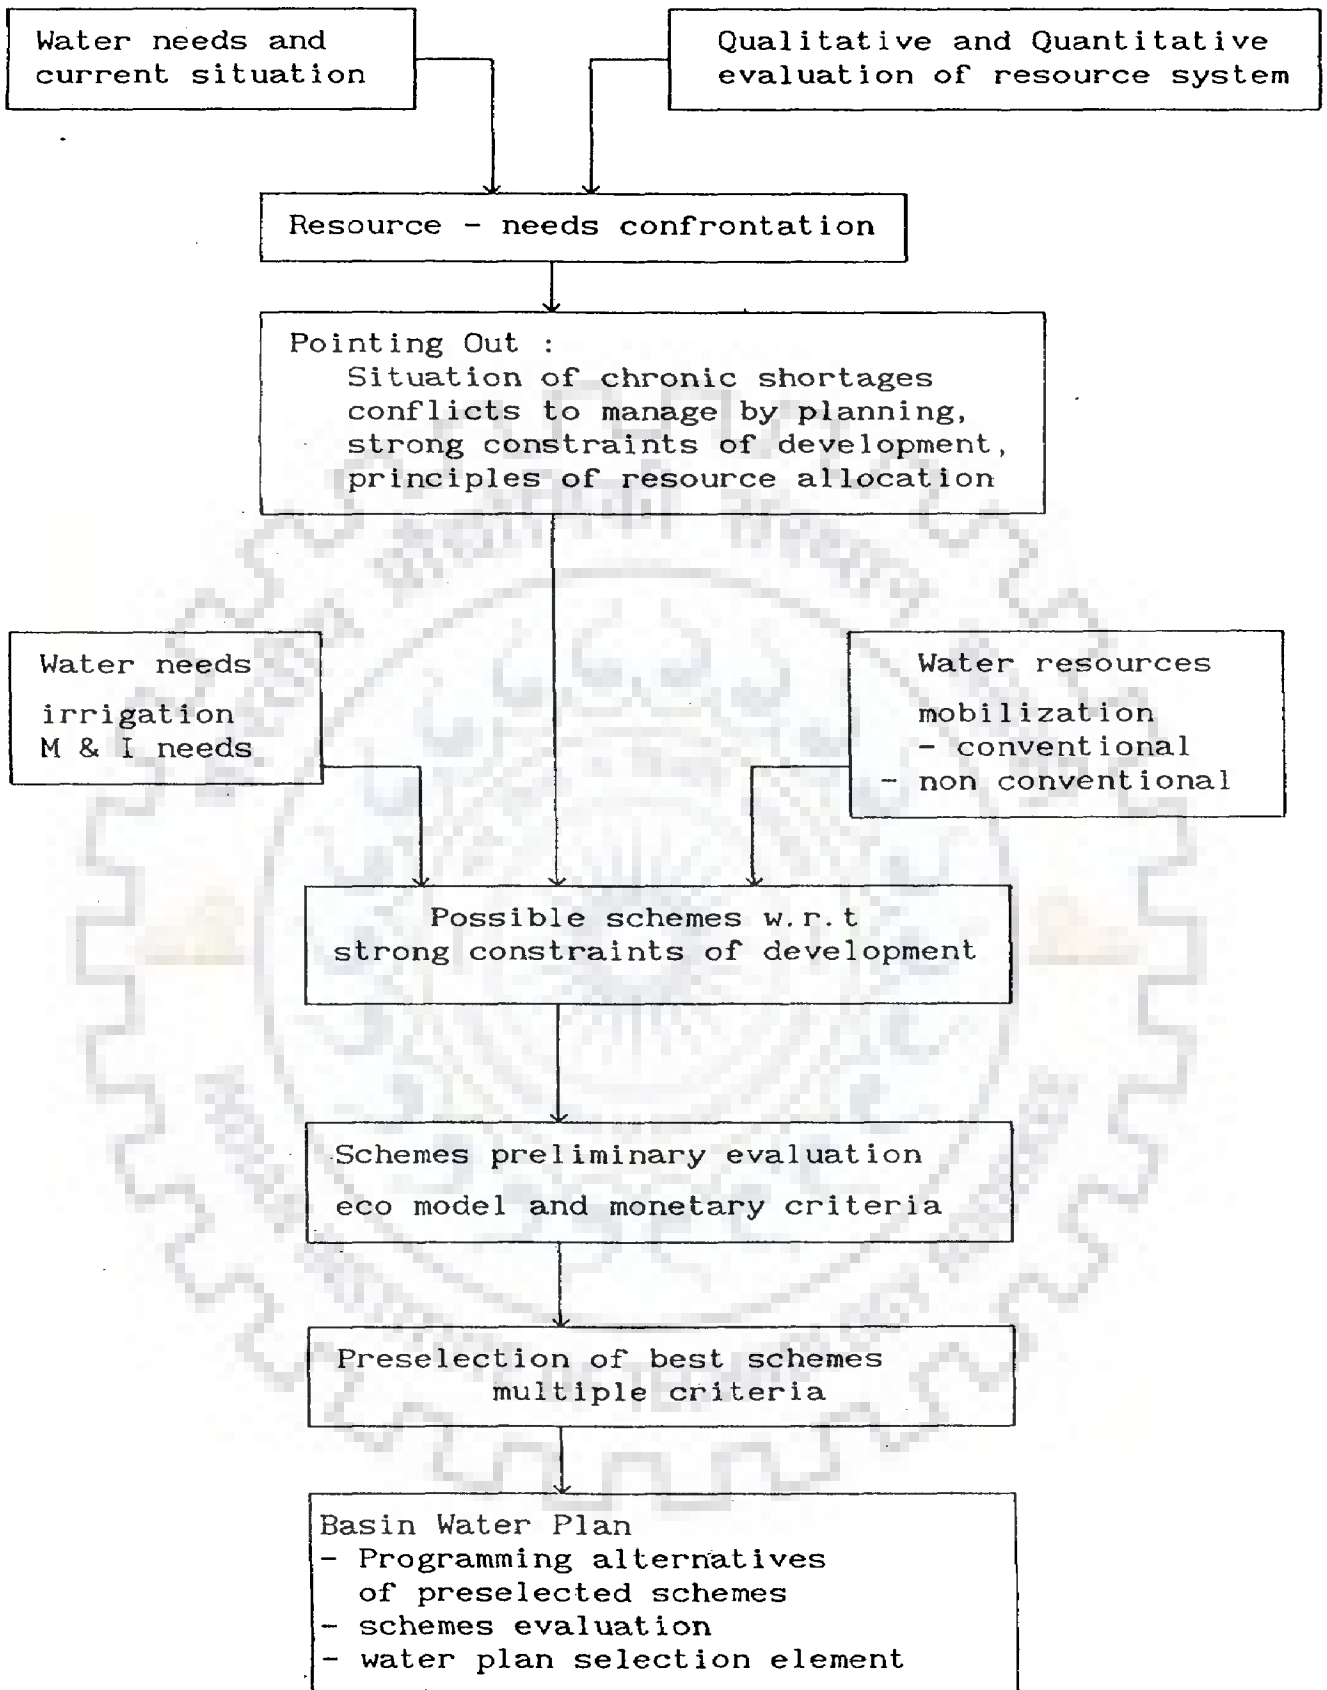 Water needs and
current situation
Qualitative and Quantitative
evaluation of resource system
Resource - needs confrontation
Pointing Out :
Situation of chronic shortages
conflicts to manage by planning,
strong constraints of development,
principles of resource allocation
Water needs
irrigation
M & I needs
Water resources
mobilization
- conventional
- non conventional
Possible schemes w.r.t
strong constraints of development
Schemes preliminary evaluation
eco model and monetary criteria
Preselection of best schemes
multiple criteria
Basin Water Plan
- Programming alternatives
of preselected schemes
- schemes evaluation
- water plan selection element